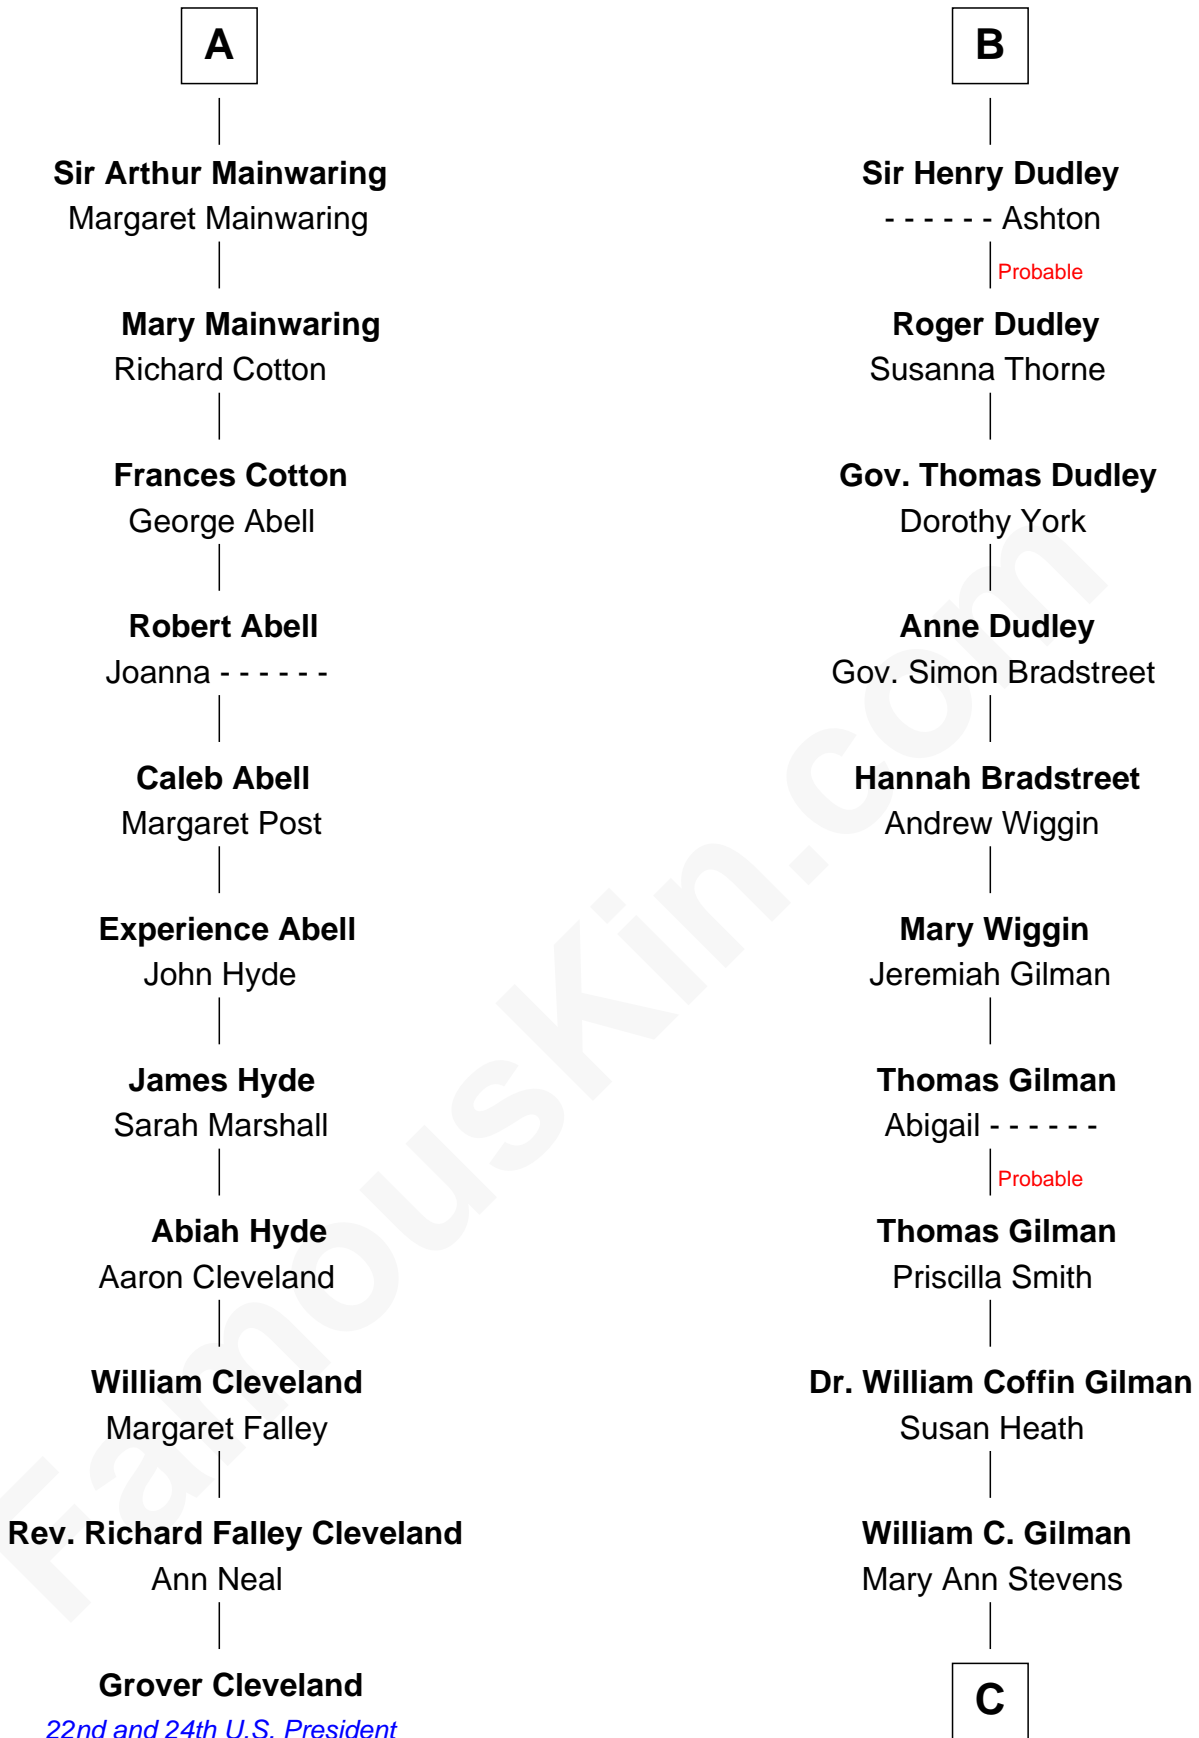 A
Sir Arthur Mainwaring
Margaret Mainwaring
Mary Mainwaring
Richard Cotton
Frances Cotton
George Abell
Robert Abell
Joanna - - - - - -
Caleb Abell
Margaret Post
Experience Abell
John Hyde
James Hyde
Sarah Marshall
Abiah Hyde
Aaron Cleveland
William Cleveland
Margaret Falley
Rev. Richard Falley Cleveland
Ann Neal
Grover Cleveland
22nd and 24th U.S. President
B
Sir Henry Dudley
- - - - - - Ashton
Probable
Roger Dudley
Susanna Thorne
Gov. Thomas Dudley
Dorothy York
Anne Dudley
Gov. Simon Bradstreet
Hannah Bradstreet
Andrew Wiggin
Mary Wiggin
Jeremiah Gilman
Thomas Gilman
Abigail - - - - - -
Probable
Thomas Gilman
Priscilla Smith
Dr. William Coffin Gilman
Susan Heath
William C. Gilman
Mary Ann Stevens
C
FamousKin.com